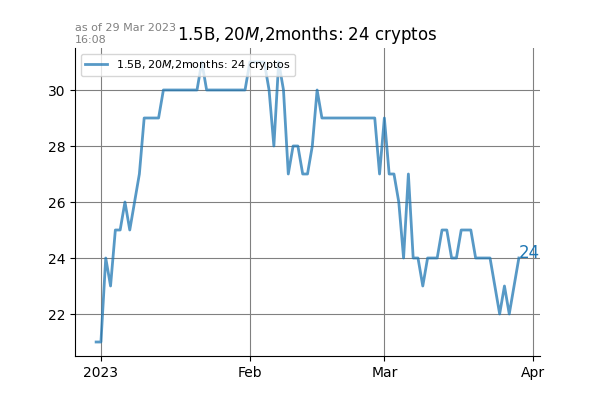 as of 29 Mar 2023
16:08
1.5B, 20M,2months: 24 cryptos
1.5B, 20M,2months: 24 cryptos
30
28
26
24
22
24
2023
Feb
Mar
Apr